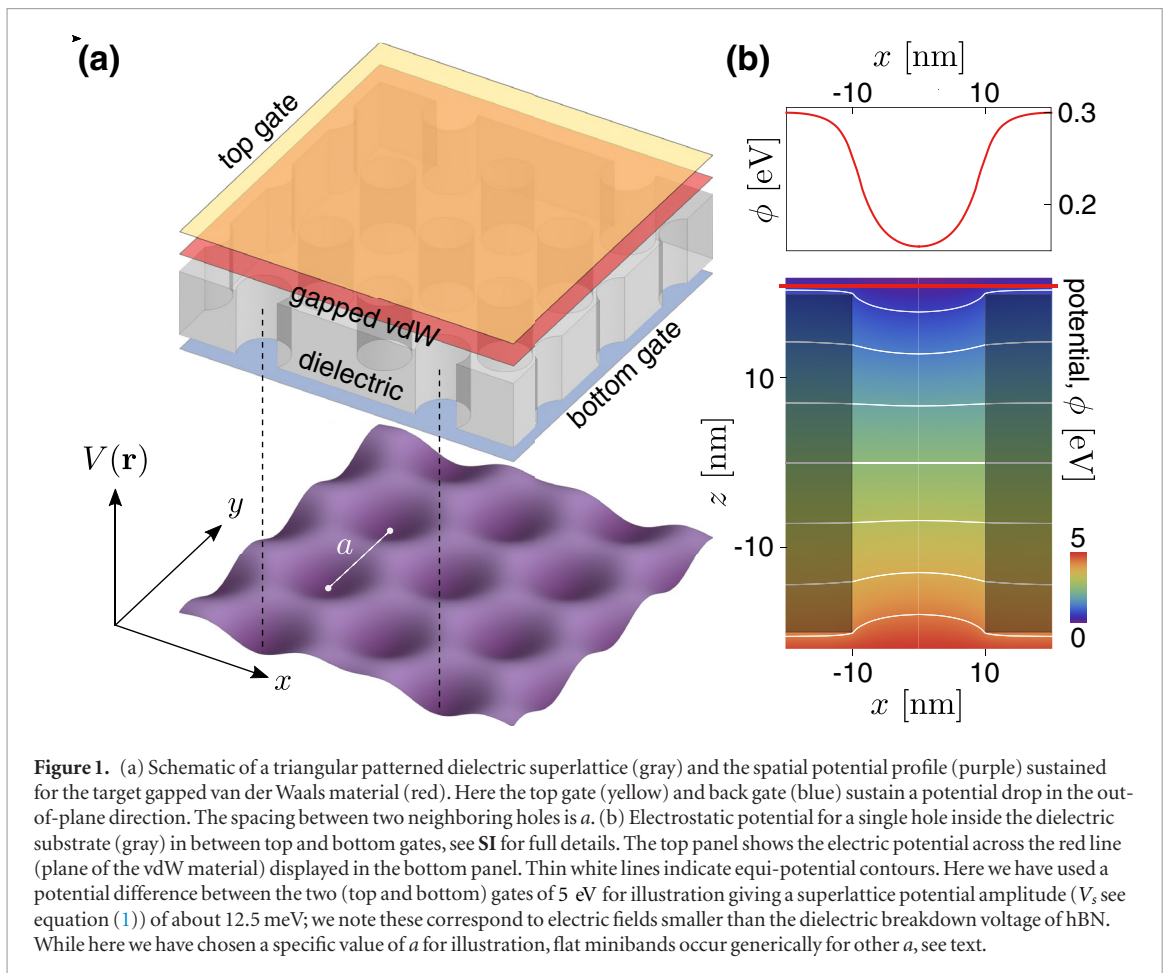 (a)
top gate
gapped vdW
dielectric
bottom gate
V(r)
y
a
x
(b)
x [nm]
-10 10
0.3
ϕ [eV]
0.2
potential, ϕ [eV]
10
z [nm]
-10
5
0
-10 10
x [nm]
Figure 1. (a) Schematic of a triangular patterned dielectric superlattice (gray) and the spatial potential profile (purple) sustained
for the target gapped van der Waals material (red). Here the top gate (yellow) and back gate (blue) sustain a potential drop in the out-
of-plane direction. The spacing between two neighboring holes is a. (b) Electrostatic potential for a single hole inside the dielectric
substrate (gray) in between top and bottom gates, see SI for full details. The top panel shows the electric potential across the red line
(plane of the vdW material) displayed in the bottom panel. Thin white lines indicate equi-potential contours. Here we have used a
potential difference between the two (top and bottom) gates of 5 eV for illustration giving a superlattice potential amplitude (Vs see
equation (1)) of about 12.5 meV; we note these correspond to electric fields smaller than the dielectric breakdown voltage of hBN.
While here we have chosen a specific value of a for illustration, flat minibands occur generically for other a, see text.